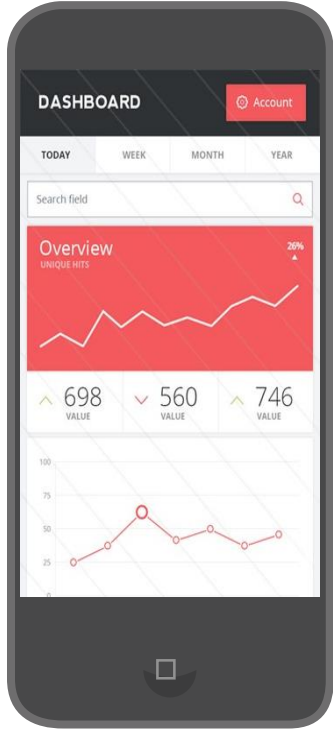 DASHBOARD
Account
TODAY WEEK MONTH YEAR
Search field
Overview
UNIQUE HITS
26%
698 560 746
VALUE VALUE VALUE
100
75
50
25
0